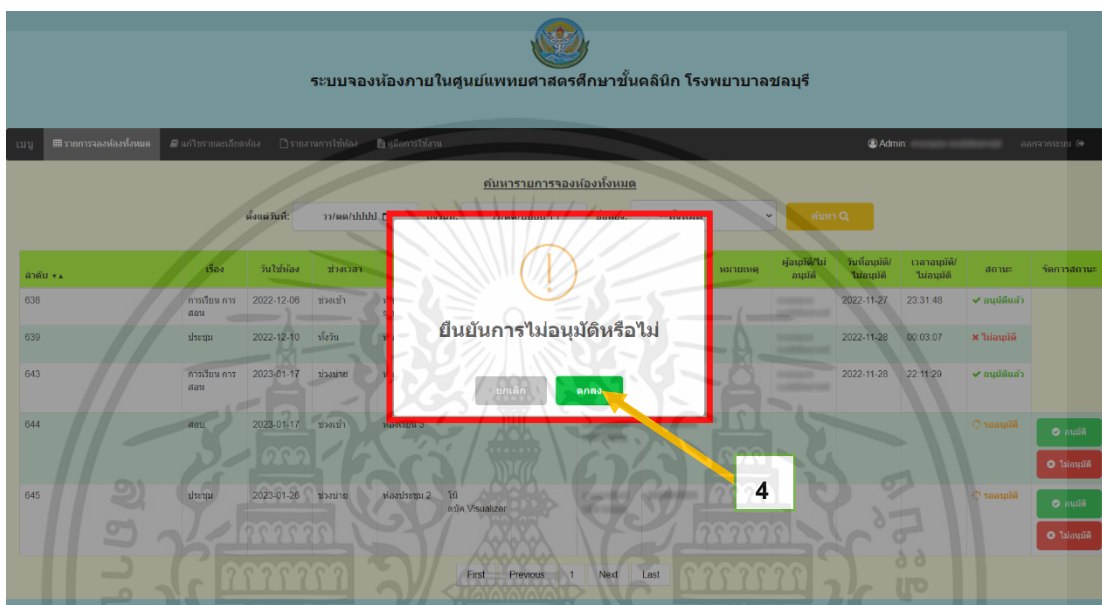 ระบบจองห้องภายในศูนย์แพทยศาสตรศึกษาชั้นคลินิก โรงพยาบาลชลบุรี
เมนู รายการจองห้องทั้งหมด แก้ไขรายละเอียดห้อง รายงานการใช้ห้อง คู่มือการใช้งาน Admin: ออกจากระบบ
ค้นหารายการจองห้องทั้งหมด
ตั้งแต่วันที่: วว/ดด/ปปปป ค้นหา
ลำดับ เรื่อง วันใช้ห้อง ช่วงเวลา หมายเหตุ ผู้อนุมัติ/ไม่อนุมัติ วันที่อนุมัติ/ไม่อนุมัติ เวลาอนุมัติ/ไม่อนุมัติ สถานะ จัดการสถานะ
638 การเรียน การสอน 2022-12-06 ช่วงเช้า 2022-11-27 23:31:48 อนุมัติแล้ว
639 ประชุม 2022-12-10 ทั้งวัน 2022-11-28 00:03:07 ไม่อนุมัติ
ยืนยันการไม่อนุมัติหรือไม่
643 การเรียน การสอน 2023-01-17 ช่วงบ่าย 2022-11-28 22:11:29 อนุมัติแล้ว
ยกเลิก ตกลง
644 สอบ 2023-01-17 ช่วงเช้า ห้องเรียน 3 รออนุมัติ อนุมัติ
ไม่อนุมัติ
4
645 ประชุม 2023-01-26 ช่วงบ่าย ห้องประชุม 2 โน๊ตบุ๊ค,Visualizer รออนุมัติ อนุมัติ
ไม่อนุมัติ
First Previous 1 Next Last